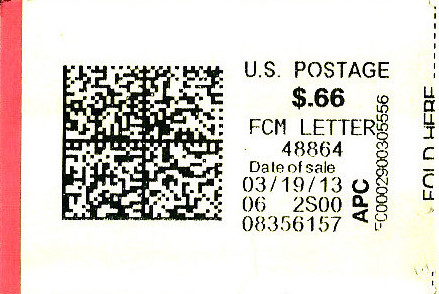 U.S. POSTAGE
$.66
FCM LETTER
48864
Date of sale
03/19/13
06 2S00
08356157
APC
FC0002900305556
FOLD HERE